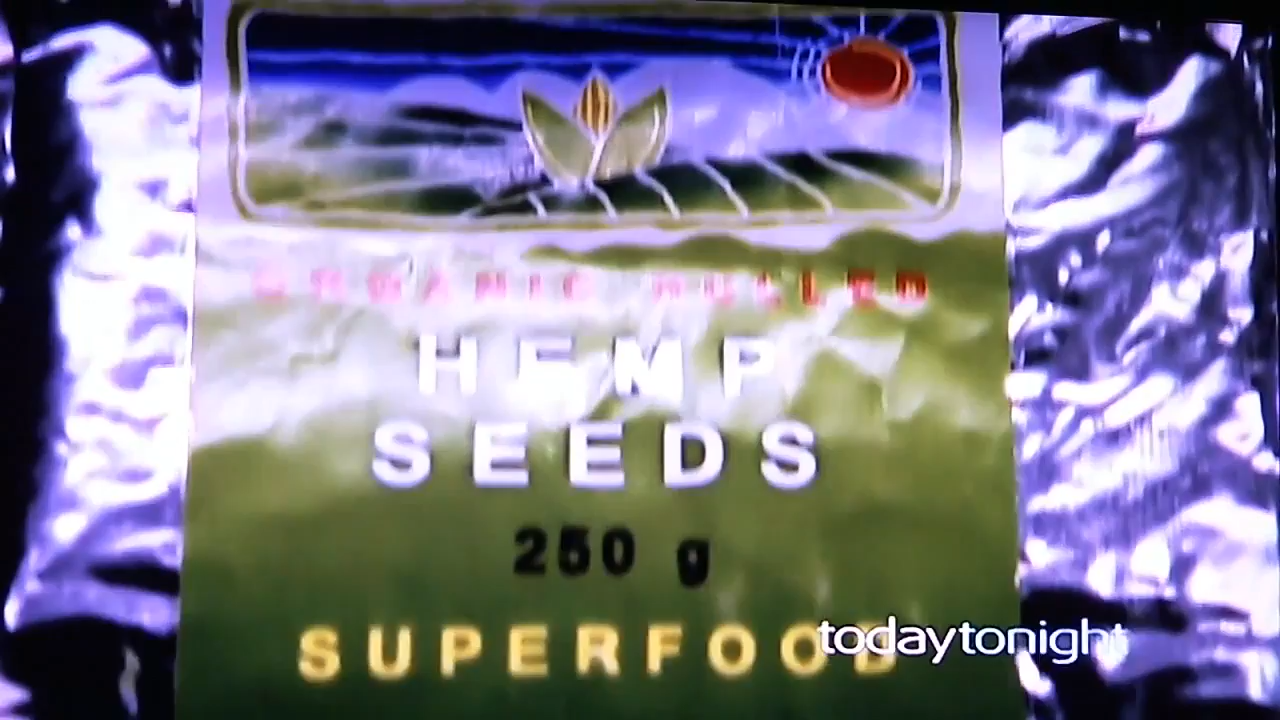 ORGANIC HULLED
HEMP
SEEDS
250 g
SUPERFOOD
todaytonight